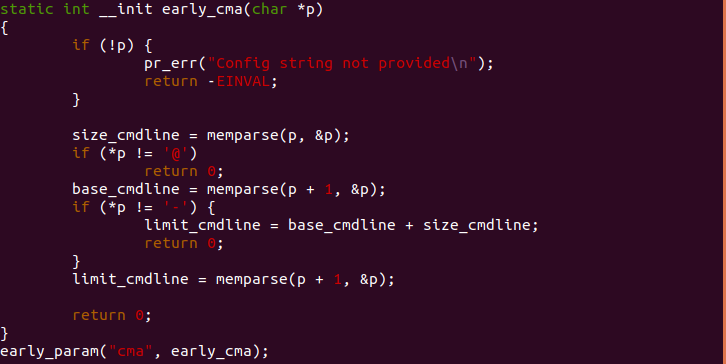 static int __init early_cma(char *p)
{
        if (!p) {
                pr_err("Config string not provided\n");
                return -EINVAL;
        }

        size_cmdline = memparse(p, &p);
        if (*p != '@')
                return 0;
        base_cmdline = memparse(p + 1, &p);
        if (*p != '-') {
                limit_cmdline = base_cmdline + size_cmdline;
                return 0;
        }
        limit_cmdline = memparse(p + 1, &p);

        return 0;
}
early_param("cma", early_cma);